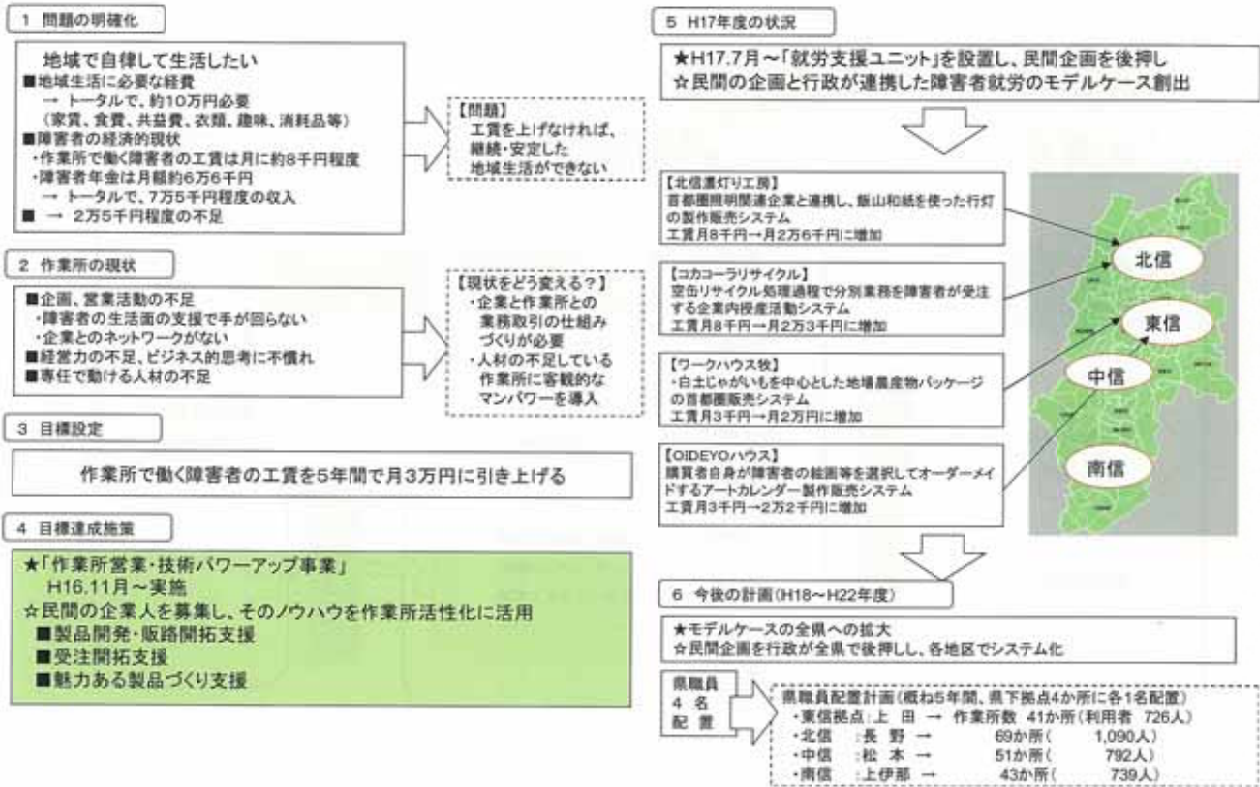 1 問題の明確化
地域で自律して生活したい
■地域生活に必要な経費
→ トータルで、約10万円必要
(家賃、食費、共益費、衣類、趣味、消耗品等)
■障害者の経済的現状
・作業所で働く障害者の工賃は月に約8千円程度
・障害者年金は月額約6万6千円
→ トータルで、7万5千円程度の収入
■ → 2万5千円程度の不足
【問題】
工賃を上げなければ、
継続・安定した
地域生活ができない
2 作業所の現状
■企画、営業活動の不足
・障害者の生活面の支援で手が回らない
・企業とのネットワークがない
■経営力の不足、ビジネス的思考に不慣れ
■専任で動ける人材の不足
【現状をどう変える？】
・企業と作業所との
業務取引の仕組み
づくりが必要
・人材の不足している
作業所に客観的な
マンパワーを導入
3 目標設定
作業所で働く障害者の工賃を5年間で月3万円に引き上げる
4 目標達成施策
★「作業所営業・技術パワーアップ事業」
H16.11月～実施
☆民間の企業人を募集し、そのノウハウを作業所活性化に活用
■製品開発・販路開拓支援
■受注開拓支援
■魅力ある製品づくり支援
5 H17年度の状況
★H17.7月～「就労支援ユニット」を設置し、民間企画を後押し
☆民間の企画と行政が連携した障害者就労のモデルケース創出
【北信濃灯り工房】
首都圏照明関連企業と連携し、飯山和紙を使った行灯
の製作販売システム
工賃月8千円→月2万6千円に増加
【コカコーラリサイクル】
空缶リサイクル処理過程で分別業務を障害者が受注
する企業内授産活動システム
工賃月8千円→月2万3千円に増加
【ワークハウス牧】
・白土じゃがいもを中心とした地場農産物パッケージ
の首都圏販売システム
工賃月3千円→月2万円に増加
【OIDEYOハウス】
購買者自身が障害者の絵画等を選択してオーダーメイ
ドするアートカレンダー製作販売システム
工賃月3千円→2万2千円に増加
北信
東信
中信
南信
6 今後の計画(H18～H22年度)
★モデルケースの全県への拡大
☆民間企画を行政が全県で後押しし、各地区でシステム化
県職員
4 名
配 置
県職員配置計画(概ね5年間、県下拠点4か所に各1名配置)
・東信拠点:上 田 → 作業所数 41か所(利用者 726人)
・北信 :長 野 → 69か所( 1,090人)
・中信 :松 本 → 51か所( 792人)
・南信 :上伊那 → 43か所( 739人)